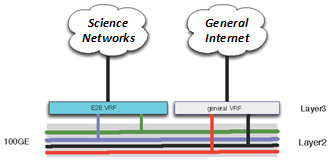 Science
Networks
General
Internet
E2E VRF
general VRF
Layer3
100GE
Layer2